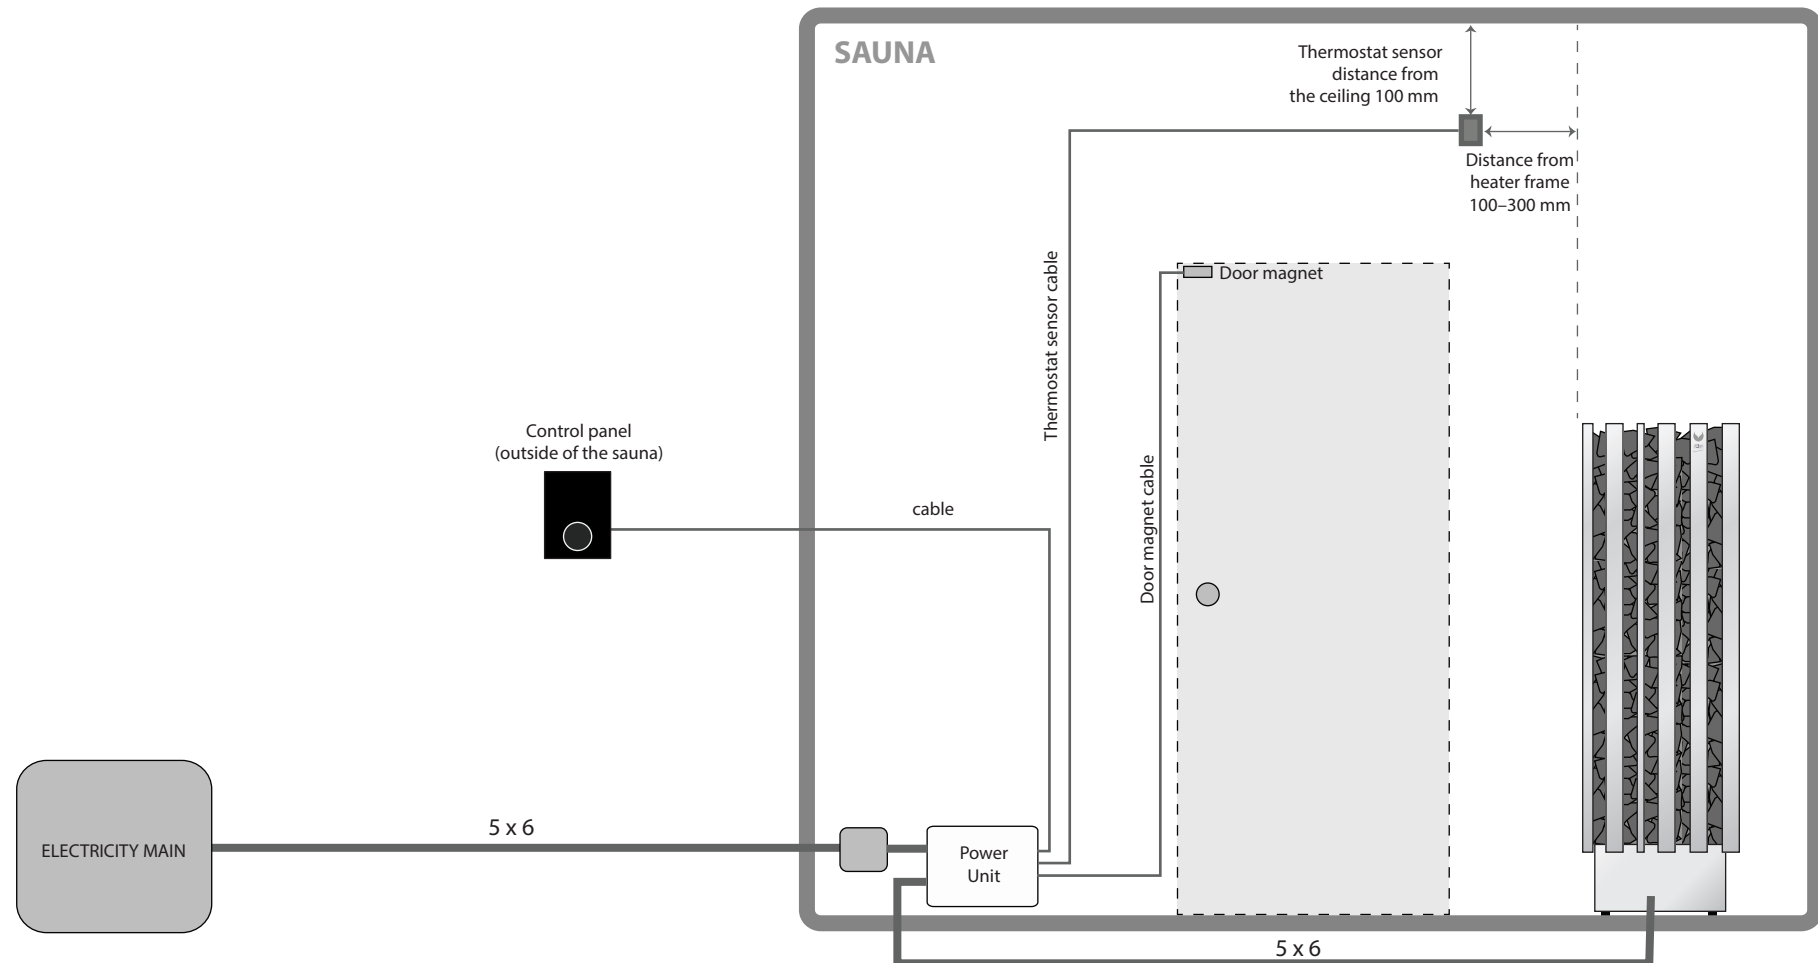 SAUNA
Thermostat sensor
distance from
the ceiling 100 mm
Distance from
heater frame
100–300 mm
Thermostat sensor cable
Door magnet
Door magnet cable
Control panel
(outside of the sauna)
cable
ELECTRICITY MAIN
5 x 6
Power
Unit
5 x 6